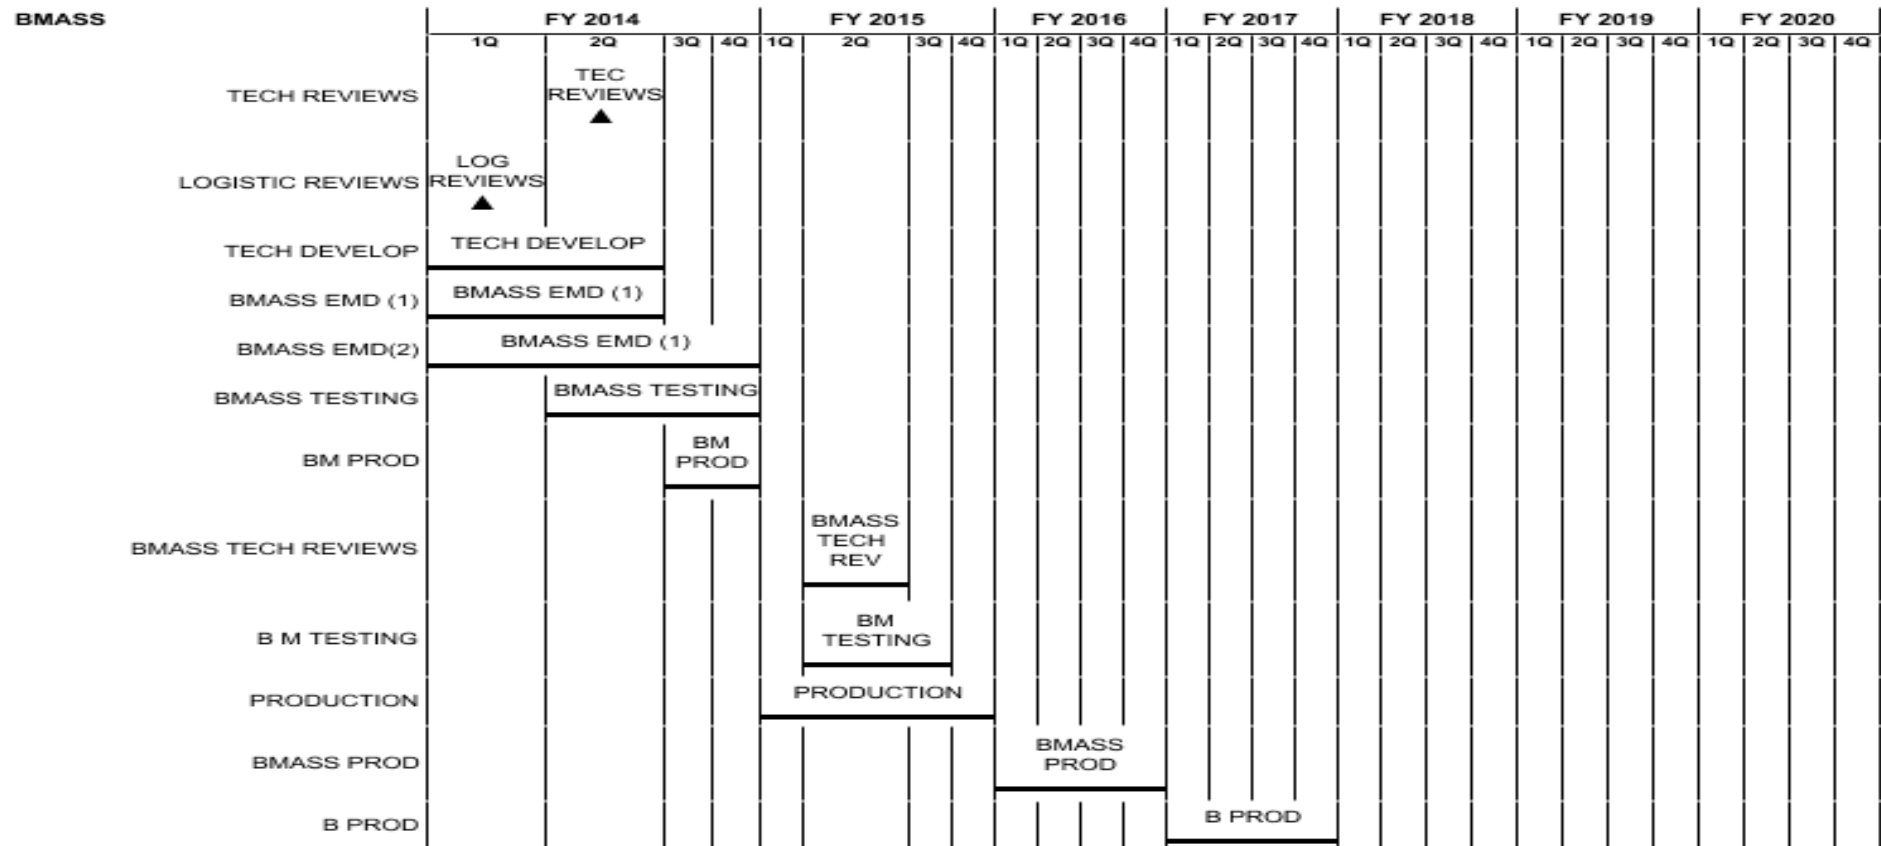 BMASS FY 2014 FY 2015 FY 2016 FY 2017 FY 2018 FY 2019 FY 2020
1Q 2Q 3Q 4Q 1Q 2Q 3Q 4Q 1Q 2Q 3Q 4Q 1Q 2Q 3Q 4Q 1Q 2Q 3Q 4Q 1Q 2Q 3Q 4Q 1Q 2Q 3Q 4Q
TECH REVIEWS
TEC
REVIEWS
LOGISTIC REVIEWS
LOG
REVIEWS
TECH DEVELOP
TECH DEVELOP
BMASS EMD (1)
BMASS EMD (1)
BMASS EMD(2)
BMASS EMD (1)
BMASS TESTING
BMASS TESTING
BM PROD
BM
PROD
BMASS TECH REVIEWS
BMASS
TECH
REV
B M TESTING
BM
TESTING
PRODUCTION
PRODUCTION
BMASS PROD
BMASS
PROD
B PROD
B PROD